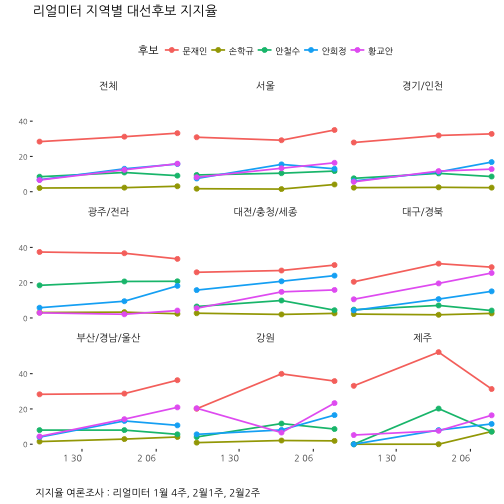 리얼미터 지역별 대선후보 지지율
후보 문재인 손학규 안철수 안희정 황교안
전체 서울 경기/인천
40
20
0
광주/전라 대전/충청/세종 대구/경북
40
20
0
부산/경남/울산 강원 제주
40
20
0
1 30 2 06 1 30 2 06 1 30 2 06
지지율 여론조사 : 리얼미터 1월 4주, 2월1주, 2월2주